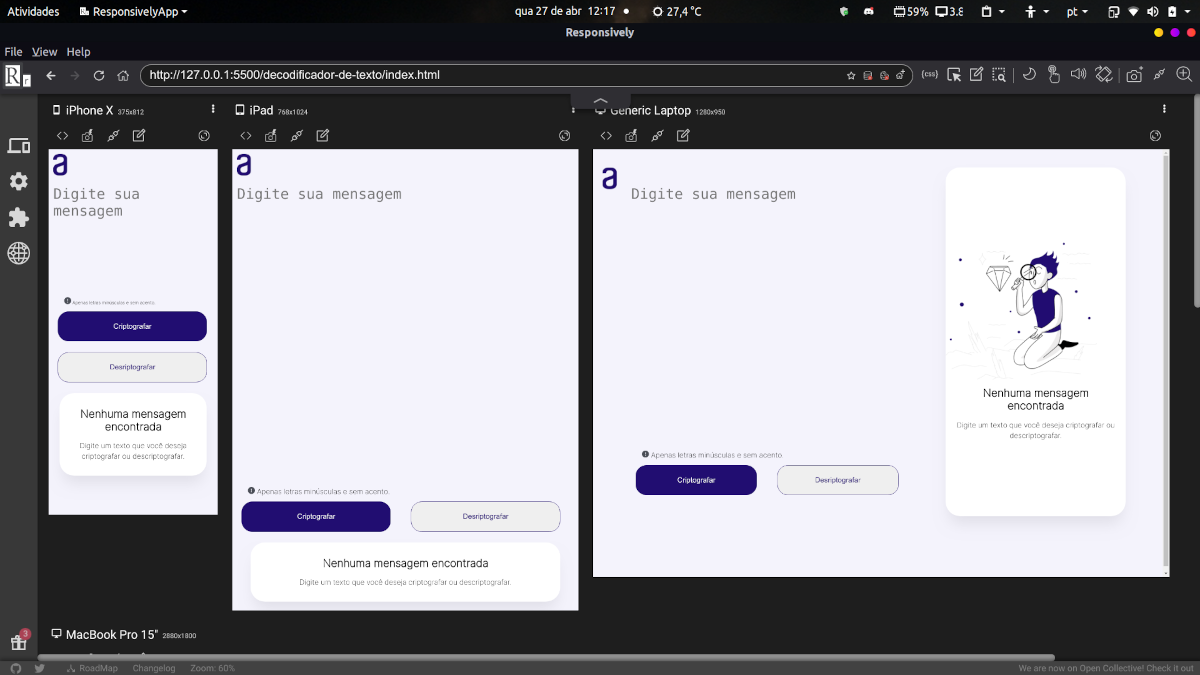 Atividades
ResponsivelyApp
qua 27 de abr 12:17
27,4 °C
59%
3.8
pt
Responsively
File View Help
http://127.0.0.1:5500/decodificador-de-texto/index.html
{css}
iPhone X 375x812
iPad 768x1024
Generic Laptop 1280x950
a
Digite sua
mensagem
Apenas letras minúsculas e sem acento.
Criptografar
Desriptografar
Nenhuma mensagem
encontrada
Digite um texto que você deseja
criptografar ou descriptografar.
a
Digite sua mensagem
Apenas letras minúsculas e sem acento.
Criptografar
Desriptografar
Nenhuma mensagem encontrada
Digite um texto que você deseja criptografar ou descriptografar.
a
Digite sua mensagem
Apenas letras minúsculas e sem acento.
Criptografar
Desriptografar
Nenhuma mensagem
encontrada
Digite um texto que você deseja criptografar ou
descriptografar.
MacBook Pro 15" 2880x1800
3
RoadMap
Changelog
Zoom: 60%
We are now on Open Collective! Check it out